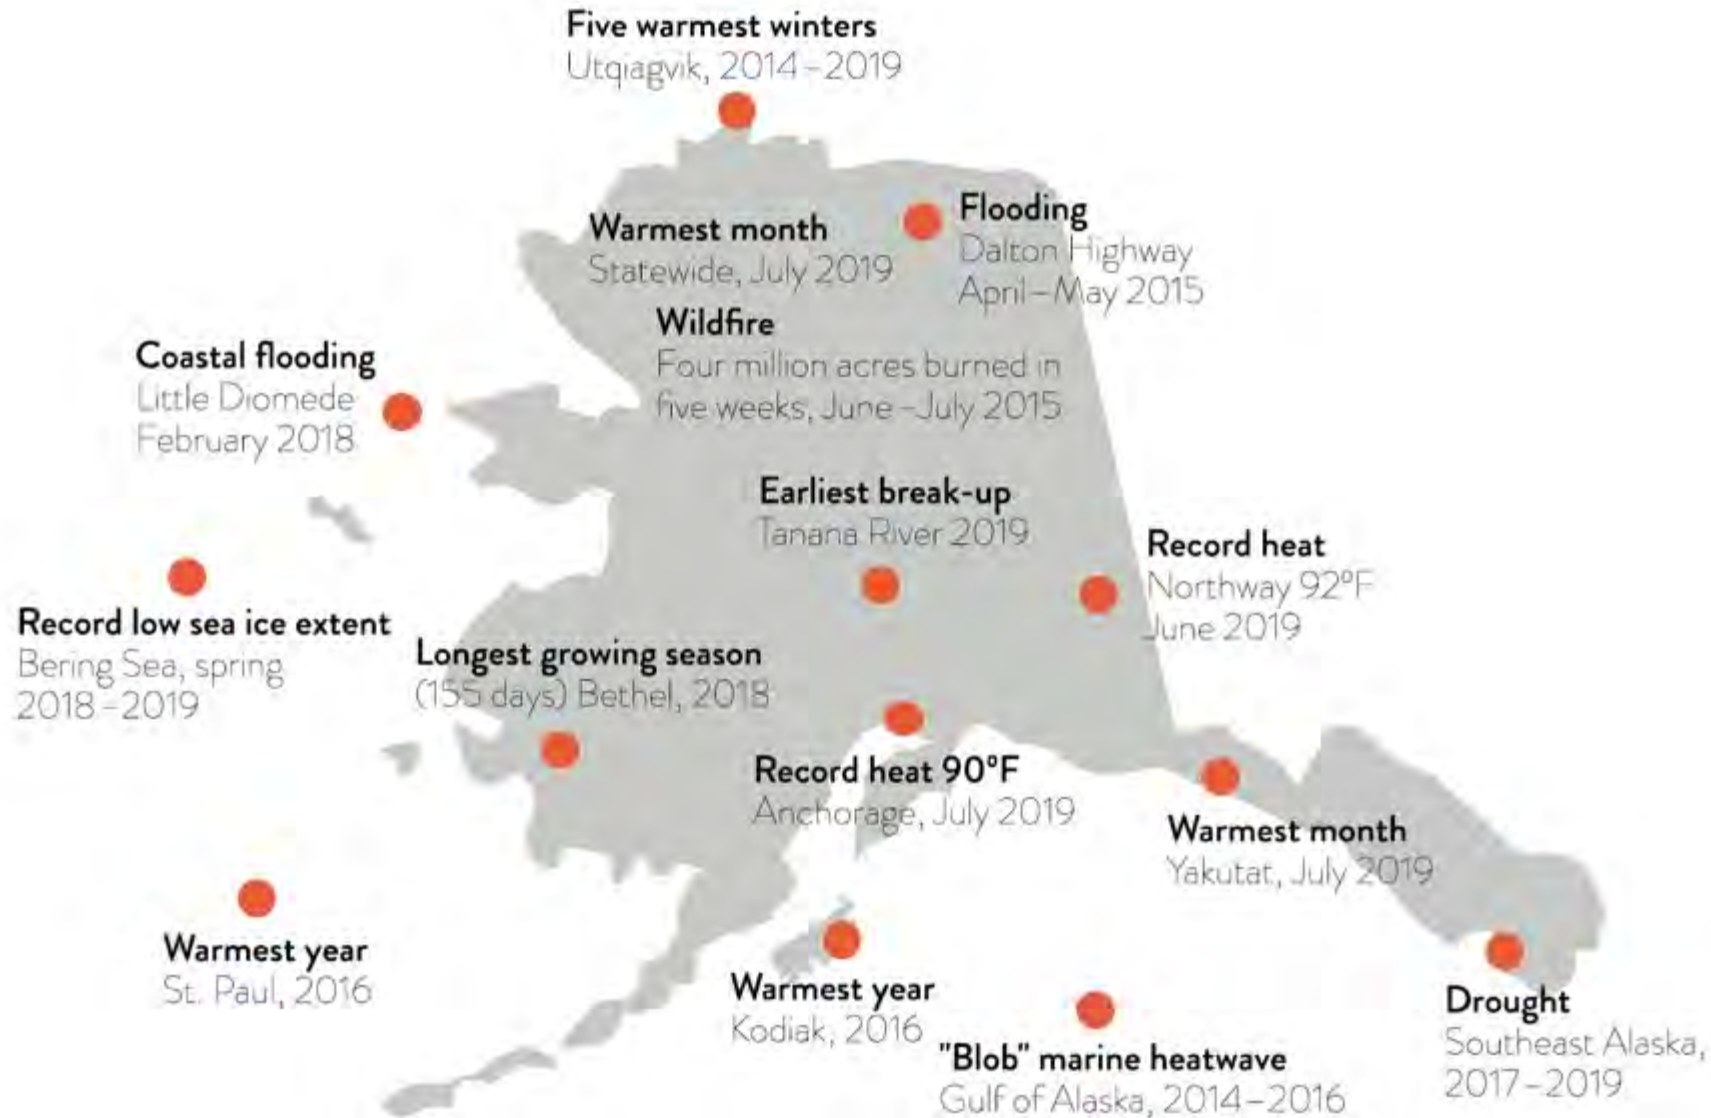 Five warmest winters
Utqiagvik, 2014–2019
Warmest month
Statewide, July 2019
Flooding
Dalton Highway
April–May 2015
Wildfire
Four million acres burned in
five weeks, June–July 2015
Coastal flooding
Little Diomede
February 2018
Earliest break-up
Tanana River 2019
Record heat
Northway 92ºF
June 2019
Record low sea ice extent
Bering Sea, spring
2018–2019
Longest growing season
(155 days) Bethel, 2018
Record heat 90ºF
Anchorage, July 2019
Warmest month
Yakutat, July 2019
Warmest year
St. Paul, 2016
Warmest year
Kodiak, 2016
"Blob" marine heatwave
Gulf of Alaska, 2014–2016
Drought
Southeast Alaska,
2017–2019